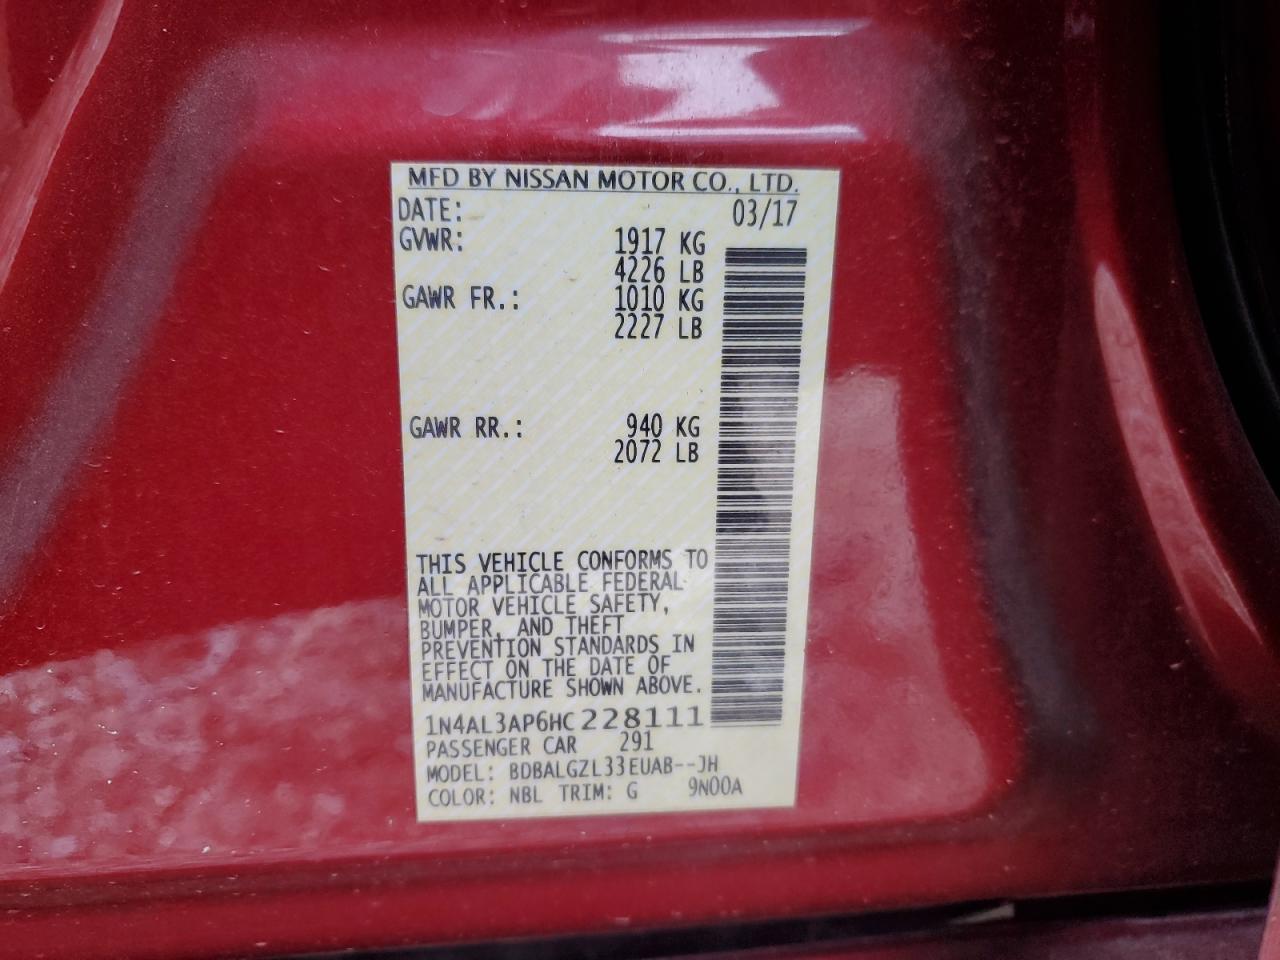 MFD BY NISSAN MOTOR CO., LTD.
DATE: 03/17
GVWR: 1917 KG
4226 LB
GAWR FR.: 1010 KG
2227 LB
GAWR RR.: 940 KG
2072 LB
THIS VEHICLE CONFORMS TO
ALL APPLICABLE FEDERAL
MOTOR VEHICLE SAFETY,
BUMPER, AND THEFT
PREVENTION STANDARDS IN
EFFECT ON THE DATE OF
MANUFACTURE SHOWN ABOVE.
1N4AL3AP6HC228111
PASSENGER CAR 291
MODEL: BDBALGZL33EUAB--JH
COLOR: NBL TRIM: G 9N00A